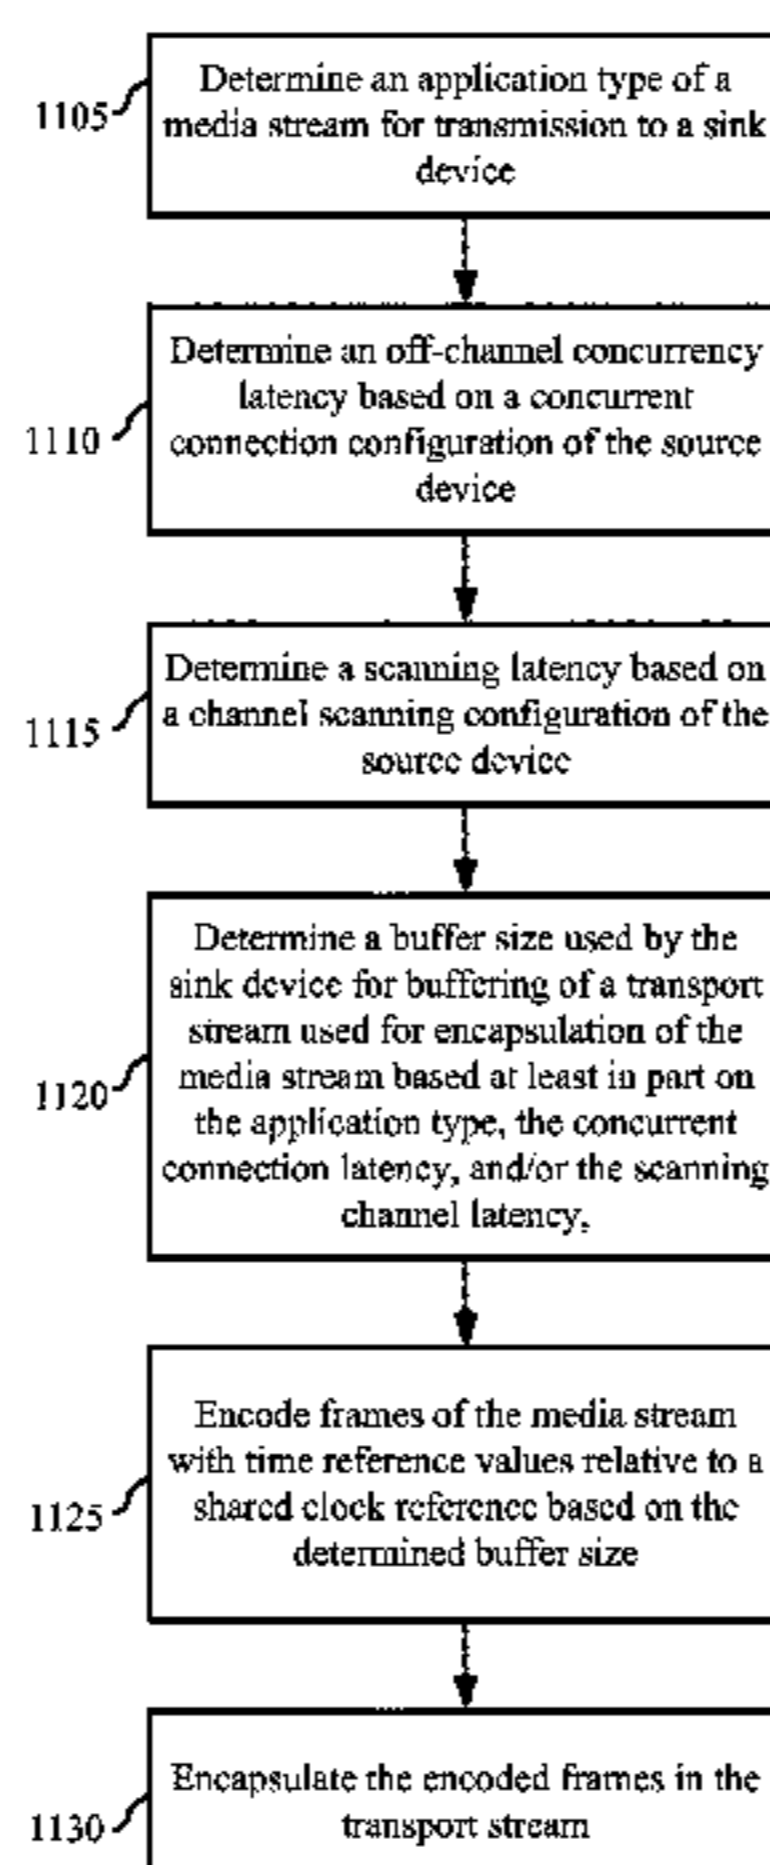 1105
Determine an application type of a
media stream for transmission to a sink
device
1110
Determine an off-channel concurrency
latency based on a concurrent
connection configuration of the source
device
1115
Determine a scanning latency based on
a channel scanning configuration of the
source device
1120
Determine a buffer size used by the
sink device for buffering of a transport
stream used for encapsulation of the
media stream based at least in part on
the application type, the concurrent
connection latency, and/or the scanning
channel latency,
1125
Encode frames of the media stream
with time reference values relative to a
shared clock reference based on the
determined buffer size
1130
Encapsulate the encoded frames in the
transport stream